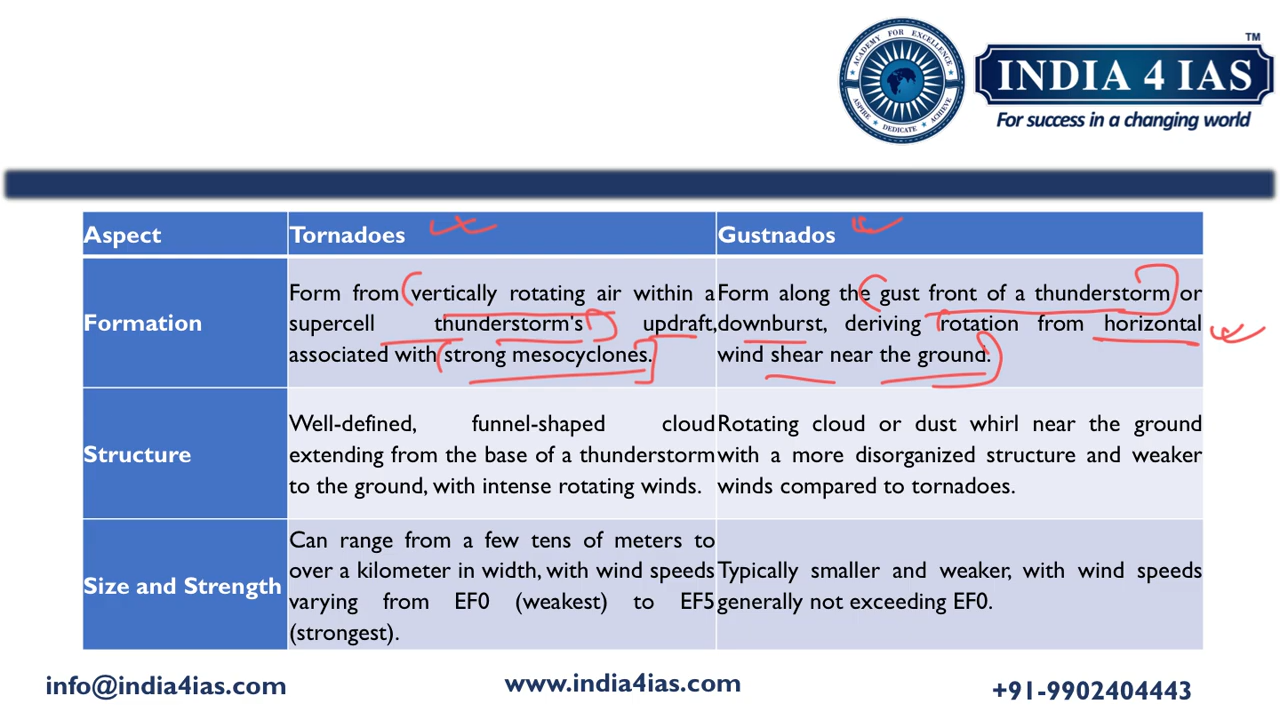 ACADEMY FOR EXCELLENCE
ASPIRE DEDICATE ACHIEVE
TM
INDIA 4 IAS
For success in a changing world
Aspect Tornadoes Gustnados
Formation
Form from vertically rotating air within a
supercell thunderstorm's updraft,
associated with strong mesocyclones.
Form along the gust front of a thunderstorm or
downburst, deriving rotation from horizontal
wind shear near the ground.
Structure
Well-defined, funnel-shaped cloud
extending from the base of a thunderstorm
to the ground, with intense rotating winds.
Rotating cloud or dust whirl near the ground
with a more disorganized structure and weaker
winds compared to tornadoes.
Size and Strength
Can range from a few tens of meters to
over a kilometer in width, with wind speeds
varying from EF0 (weakest) to EF5
(strongest).
Typically smaller and weaker, with wind speeds
generally not exceeding EF0.
info@india4ias.com www.india4ias.com +91-9902404443